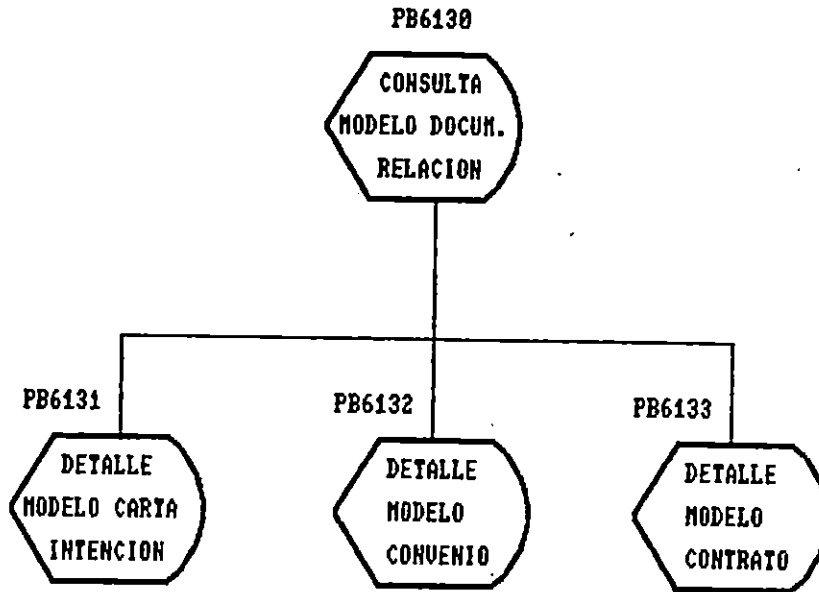 PB6130
CONSULTA
MODELO DOCUM.
RELACION
PB6131
DETALLE
MODELO CARTA
INTENCION
PB6132
DETALLE
MODELO
CONVENIO
PB6133
DETALLE
MODELO
CONTRATO